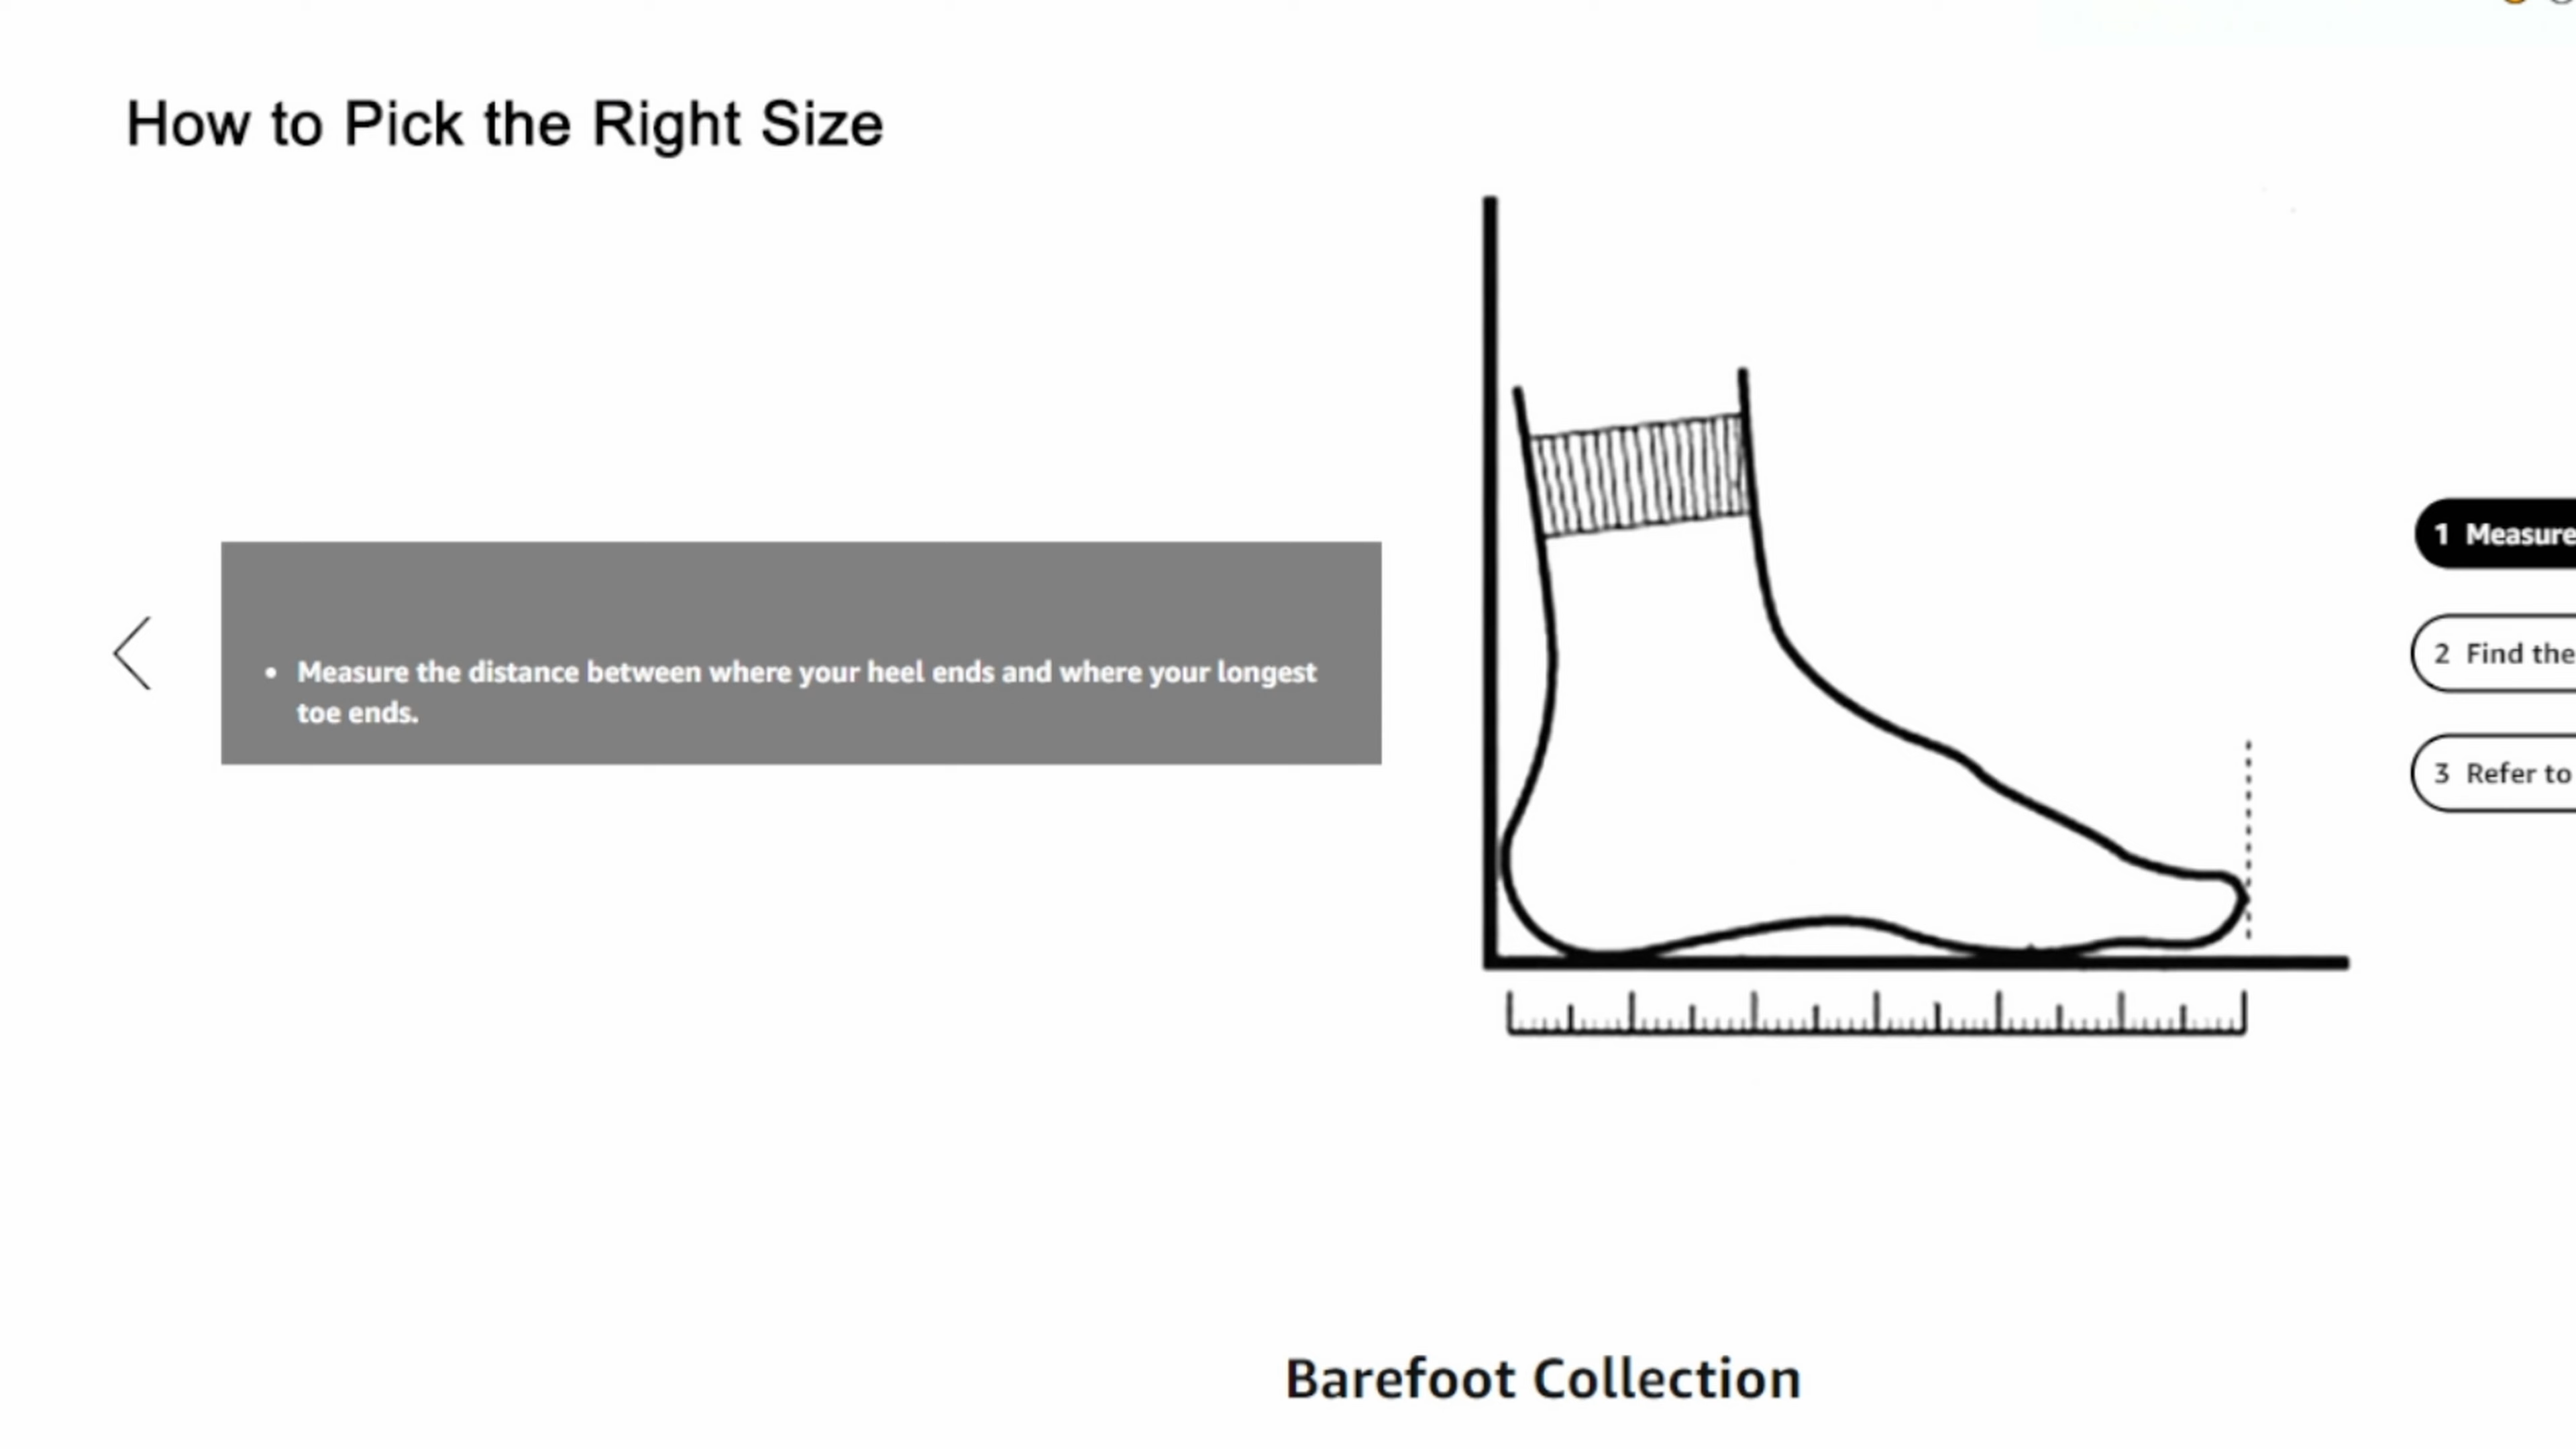 How to Pick the Right Size
• Measure the distance between where your heel ends and where your longest
toe ends.
1 Measure
2 Find the
3 Refer to
Barefoot Collection